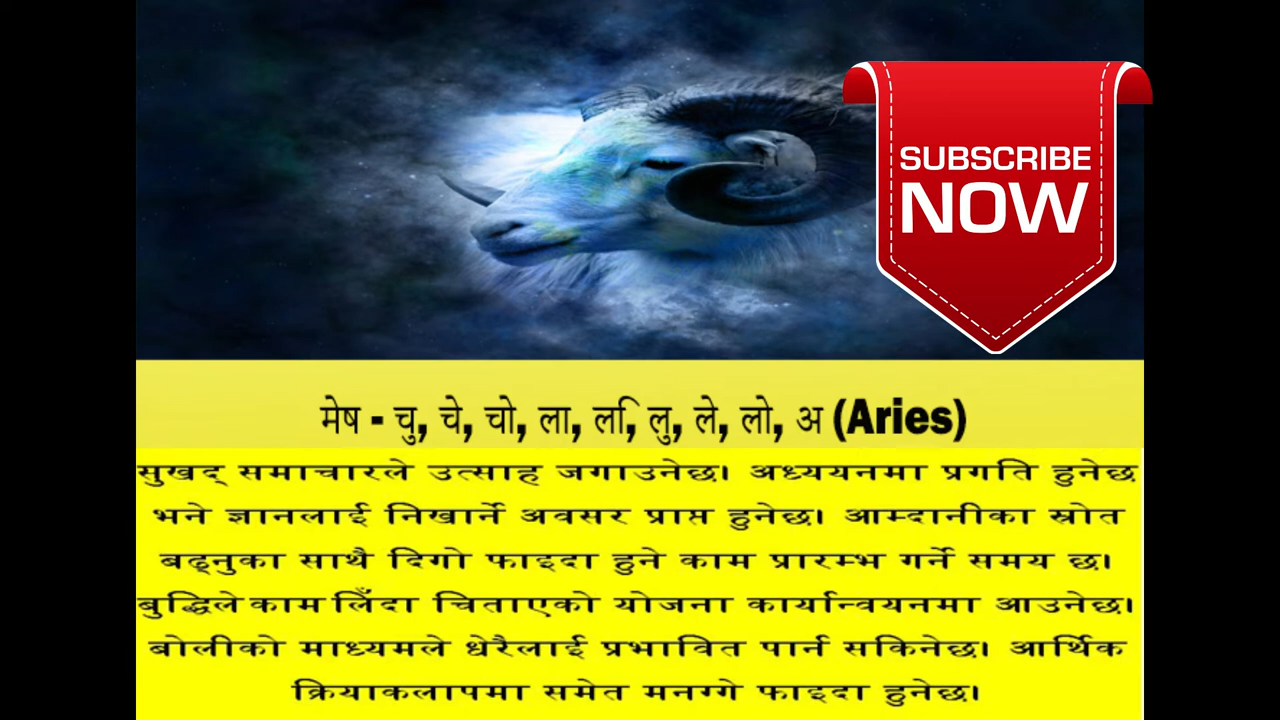 SUBSCRIBE
NOW
मेष - चु, चे, चो, ला, लि, लु, ले, लो, अ (Aries)
सुखद् समाचारले उत्साह जगाउनेछ। अध्ययनमा प्रगति हुनेछ
भने ज्ञानलाई निखार्ने अवसर प्राप्त हुनेछ। आम्दानीका स्रोत
बढ्नुका साथै दिगो फाइदा हुने काम प्रारम्भ गर्ने समय छ।
बुद्धिले काम लिँदा चिताएको योजना कार्यान्वयनमा आउनेछ।
बोलीको माध्यमले धेरैलाई प्रभावित पार्न सकिनेछ। आर्थिक
क्रियाकलापमा समेत मनग्गे फाइदा हुनेछ।